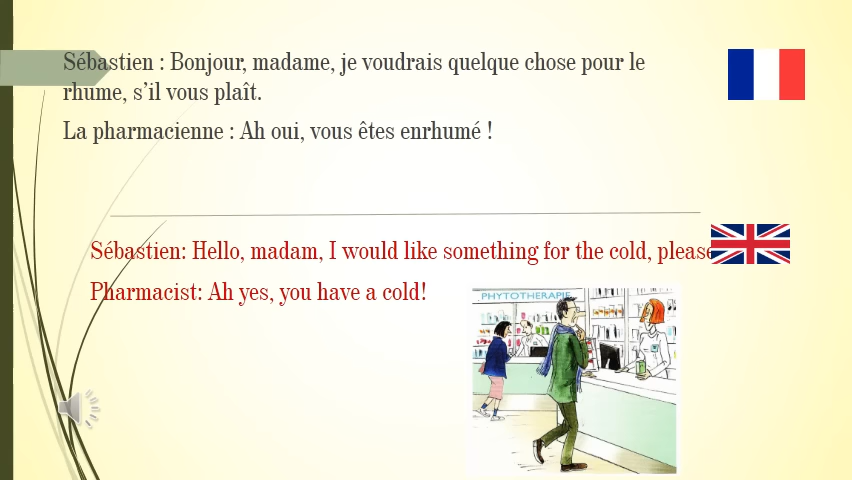 Sébastien : Bonjour, madame, je voudrais quelque chose pour le
rhume, s’il vous plaît.
La pharmacienne : Ah oui, vous êtes enrhumé !
Sébastien: Hello, madam, I would like something for the cold, please
Pharmacist: Ah yes, you have a cold!
PHYTOTHERAPIE